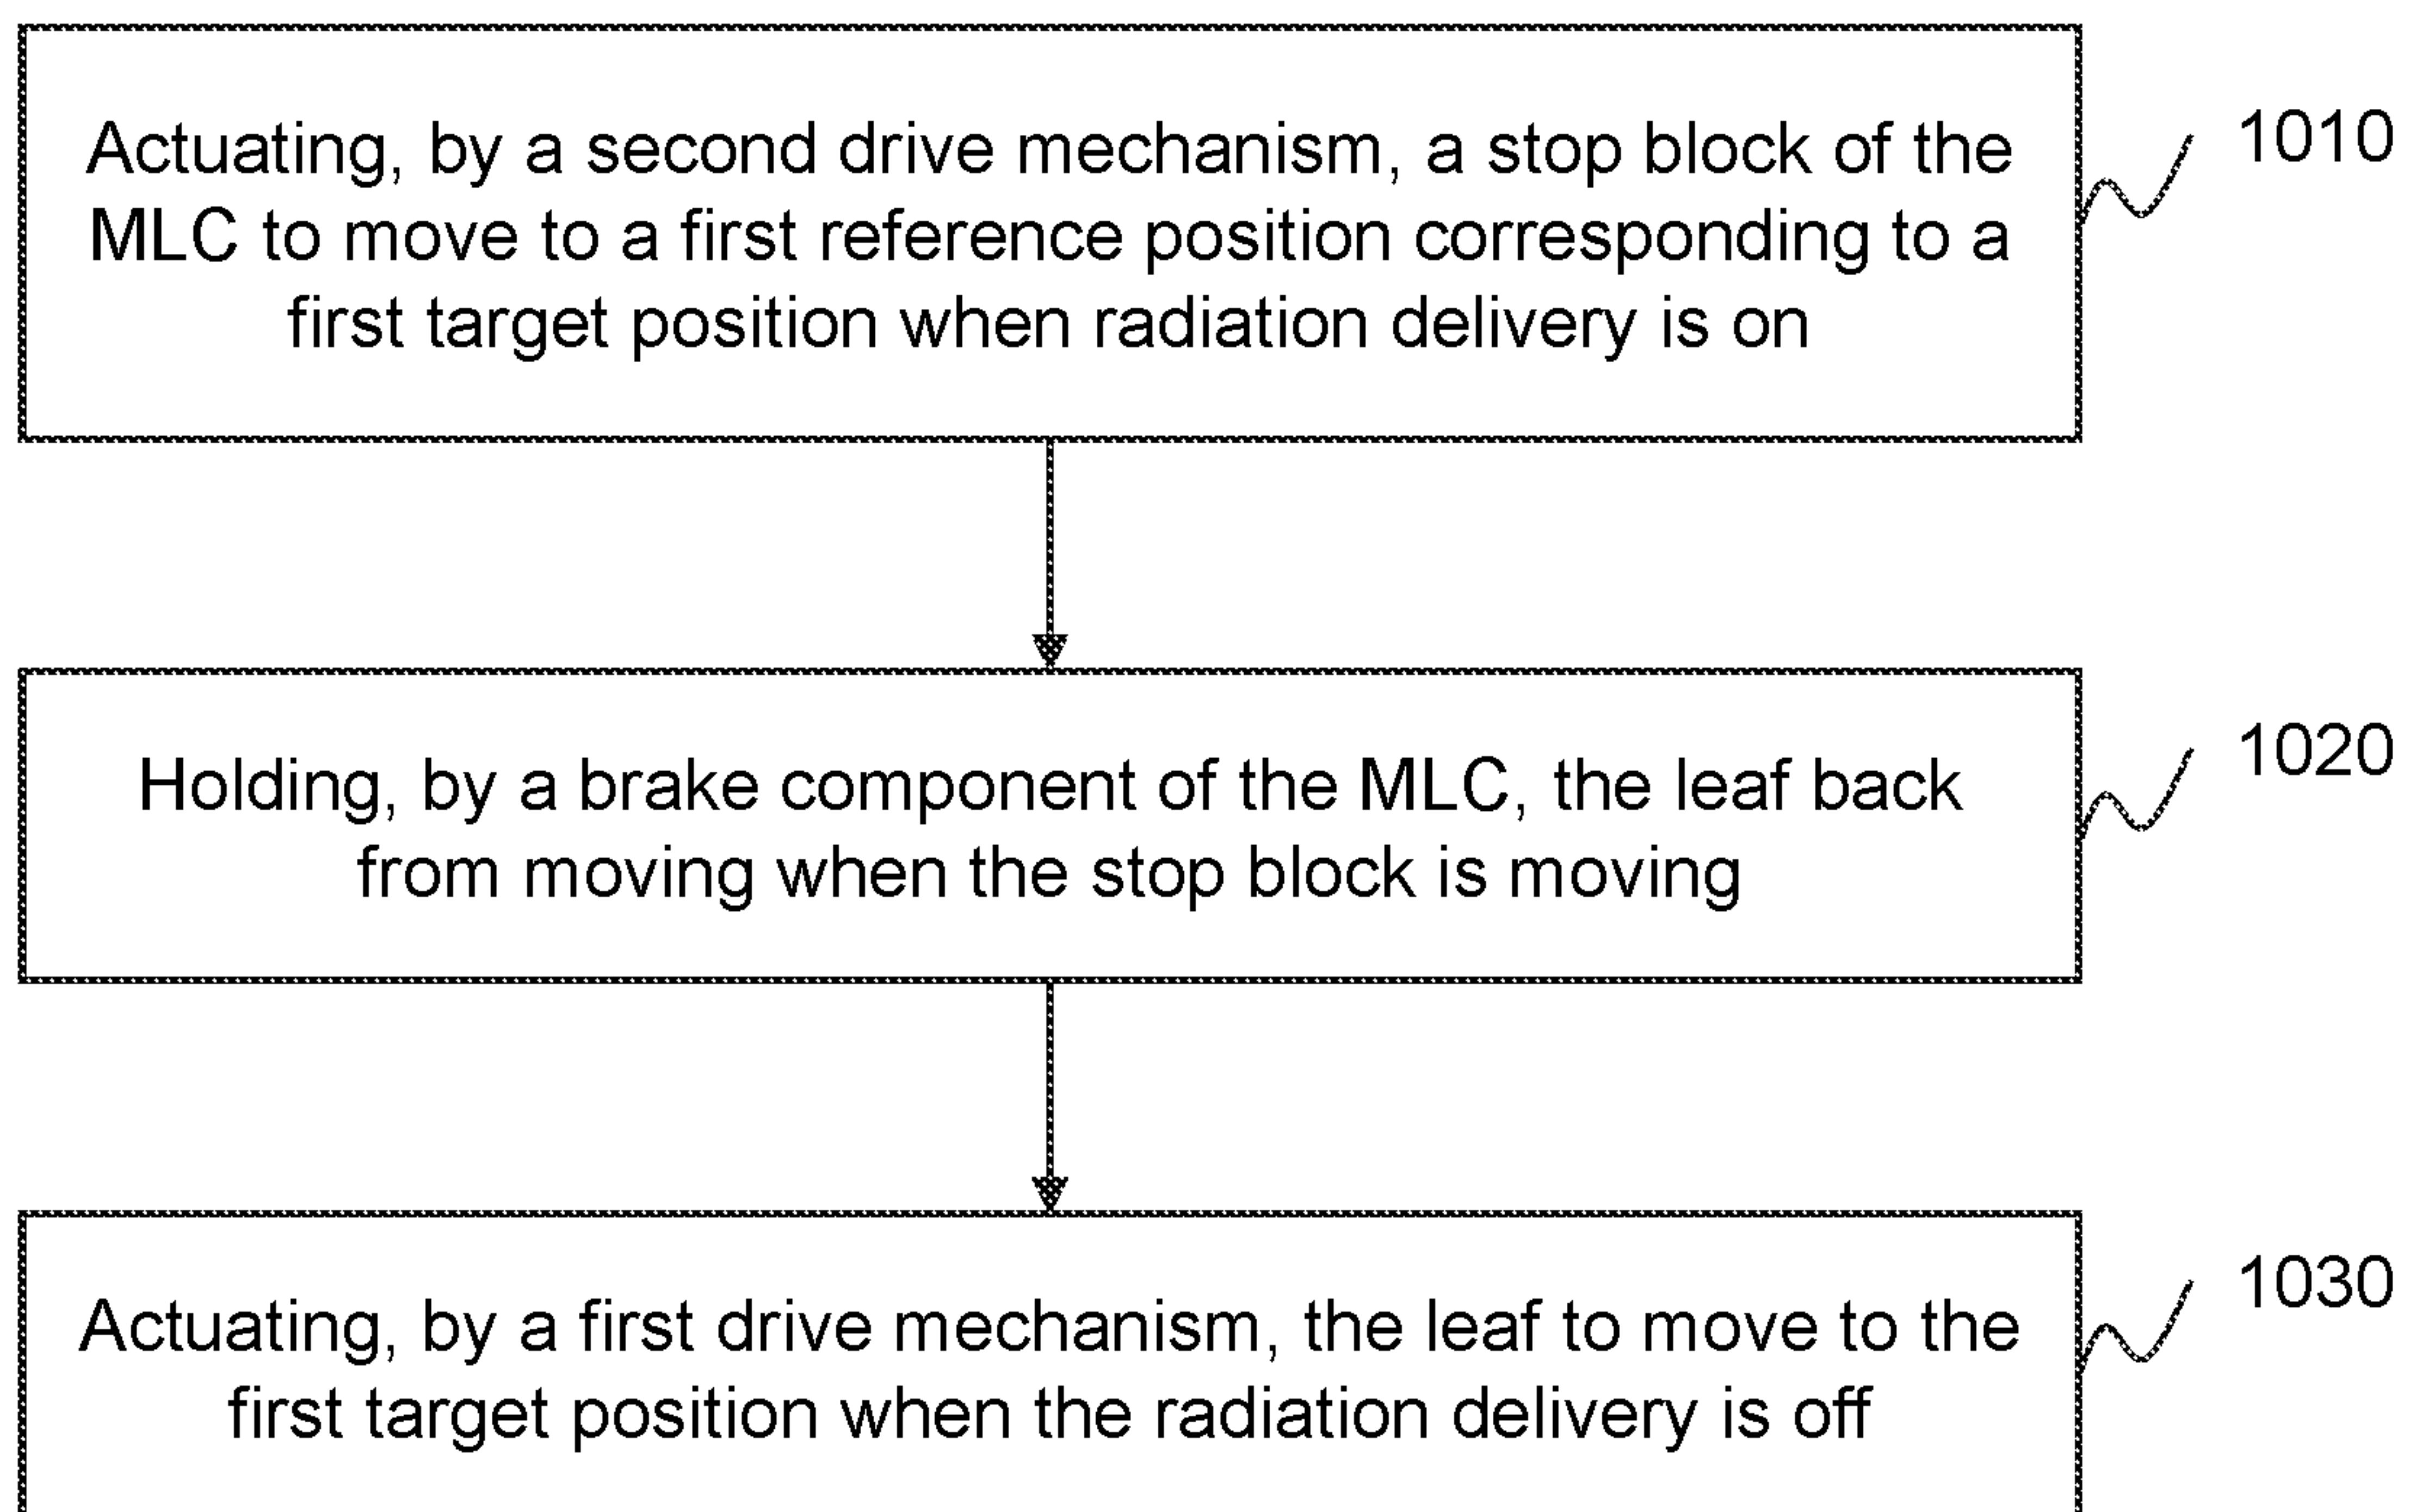 Actuating, by a second drive mechanism, a stop block of the
MLC to move to a first reference position corresponding to a
first target position when radiation delivery is on
1010
Holding, by a brake component of the MLC, the leaf back
from moving when the stop block is moving
1020
Actuating, by a first drive mechanism, the leaf to move to the
first target position when the radiation delivery is off
1030